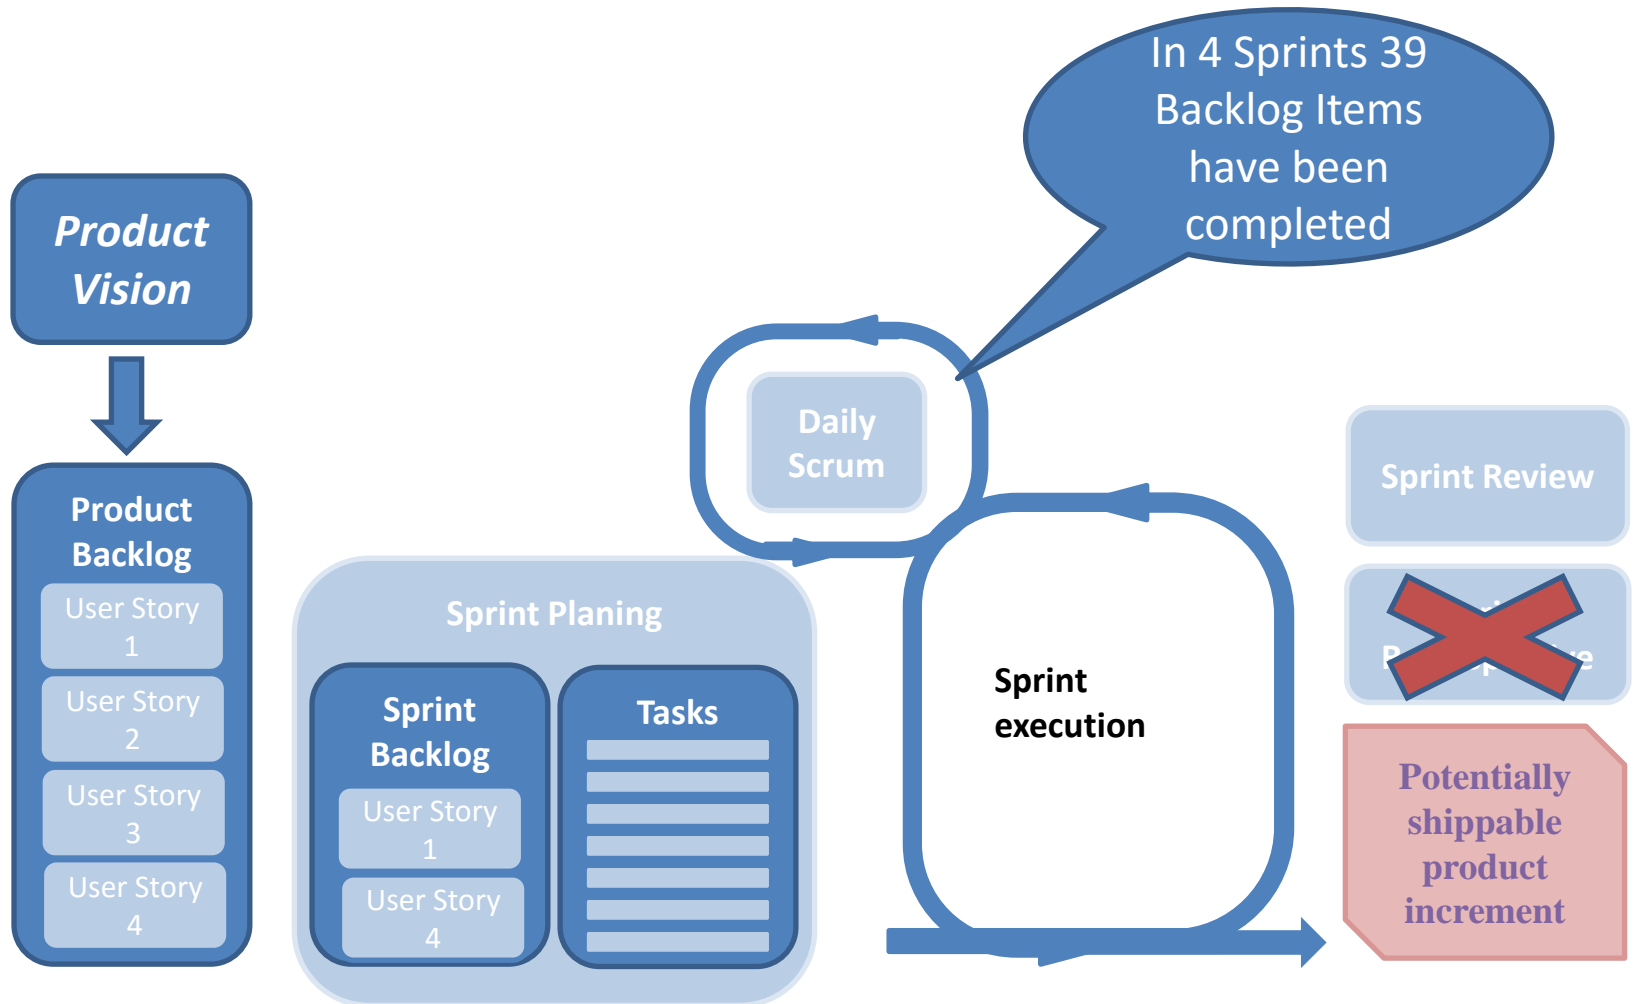 In 4 Sprints 39
Backlog Items
have been
completed
Product
Vision
Daily
Scrum
Sprint Review
Product
Backlog
User Story
1
User Story
2
User Story
3
User Story
4
Sprint Planing
Sprint
Backlog
User Story
1
User Story
4
Tasks
Sprint
execution
Potentially
shippable
product
increment